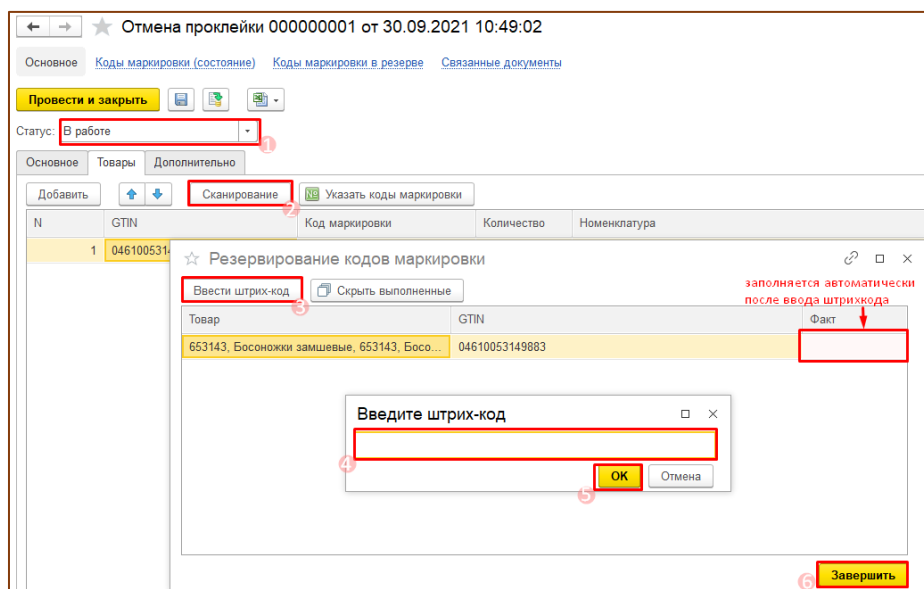 Отмена проклейки 000000001 от 30.09.2021 10:49:02
Основное Коды маркировки (состояние) Коды маркировки в резерве Связанные документы
Провести и закрыть
Статус: В работе
1
Основное Товары Дополнительно
Добавить Сканирование Указать коды маркировки
2
N GTIN Код маркировки Количество Номенклатура
1 046100531
Резервирование кодов маркировки
Ввести штрих-код Скрыть выполненные
3
заполняется автоматически
после ввода штрихкода
Товар GTIN Факт
653143, Босоножки замшевые, 653143, Босо... 04610053149883
Введите штрих-код
4
OK Отмена
5
Завершить
6